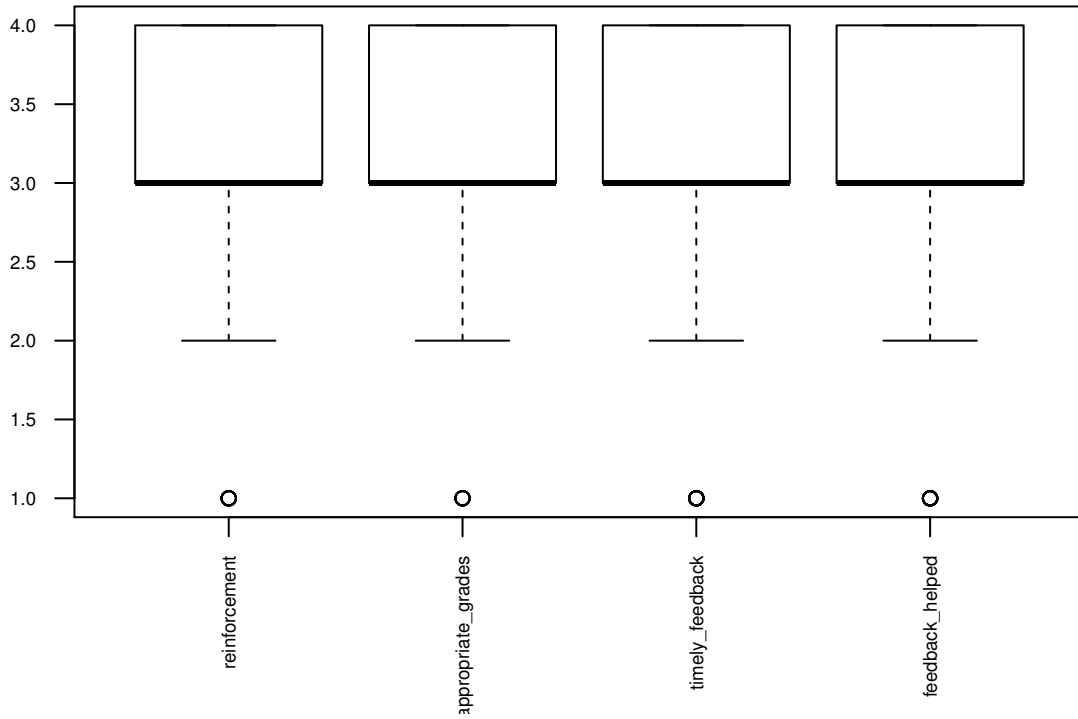 4.0
3.5
3.0
2.5
2.0
1.5
1.0
reinforcement
appropriate_grades
timely_feedback
feedback_helped